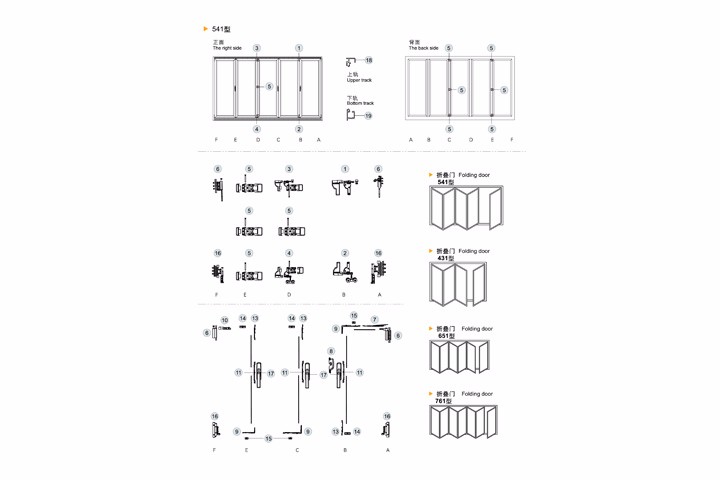 541型
正面
The right side
3
1
5
4
2
F E D C B A
18
上轨
Upper track
下轨
Bottom track
19
背面
The back side
5
5
5
5
5
5
A B C D E F
6
5
3
1
6
5
5
16
5
4
2
16
F E D B A
折叠门 Folding door
541型
折叠门 Folding door
431型
折叠门 Folding door
651型
折叠门 Folding door
761型
15
10
14
13
14
13
7
6
9
6
8
11
17
11
17
11
16
9
9
13
14
16
15
F E C B A